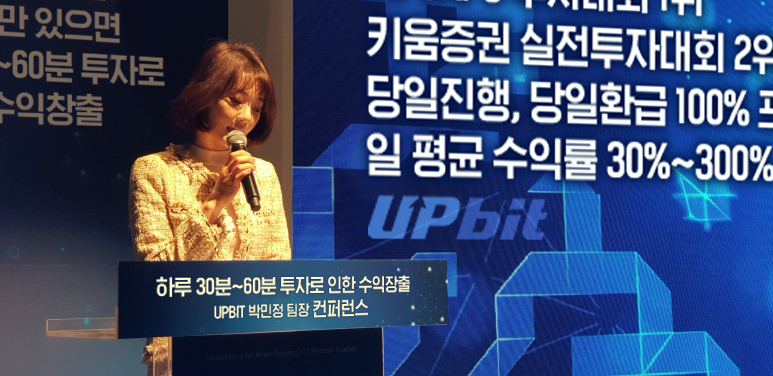 만 있으면
~60분 투자로
수익창출
키움증권 실전투자대회 2위
당일진행, 당일환급 100%
일 평균 수익률 30%~300%
UPbit
하루 30분~60분 투자로 인한 수익장출
UPBIT 박민정 팀장 컨퍼런스